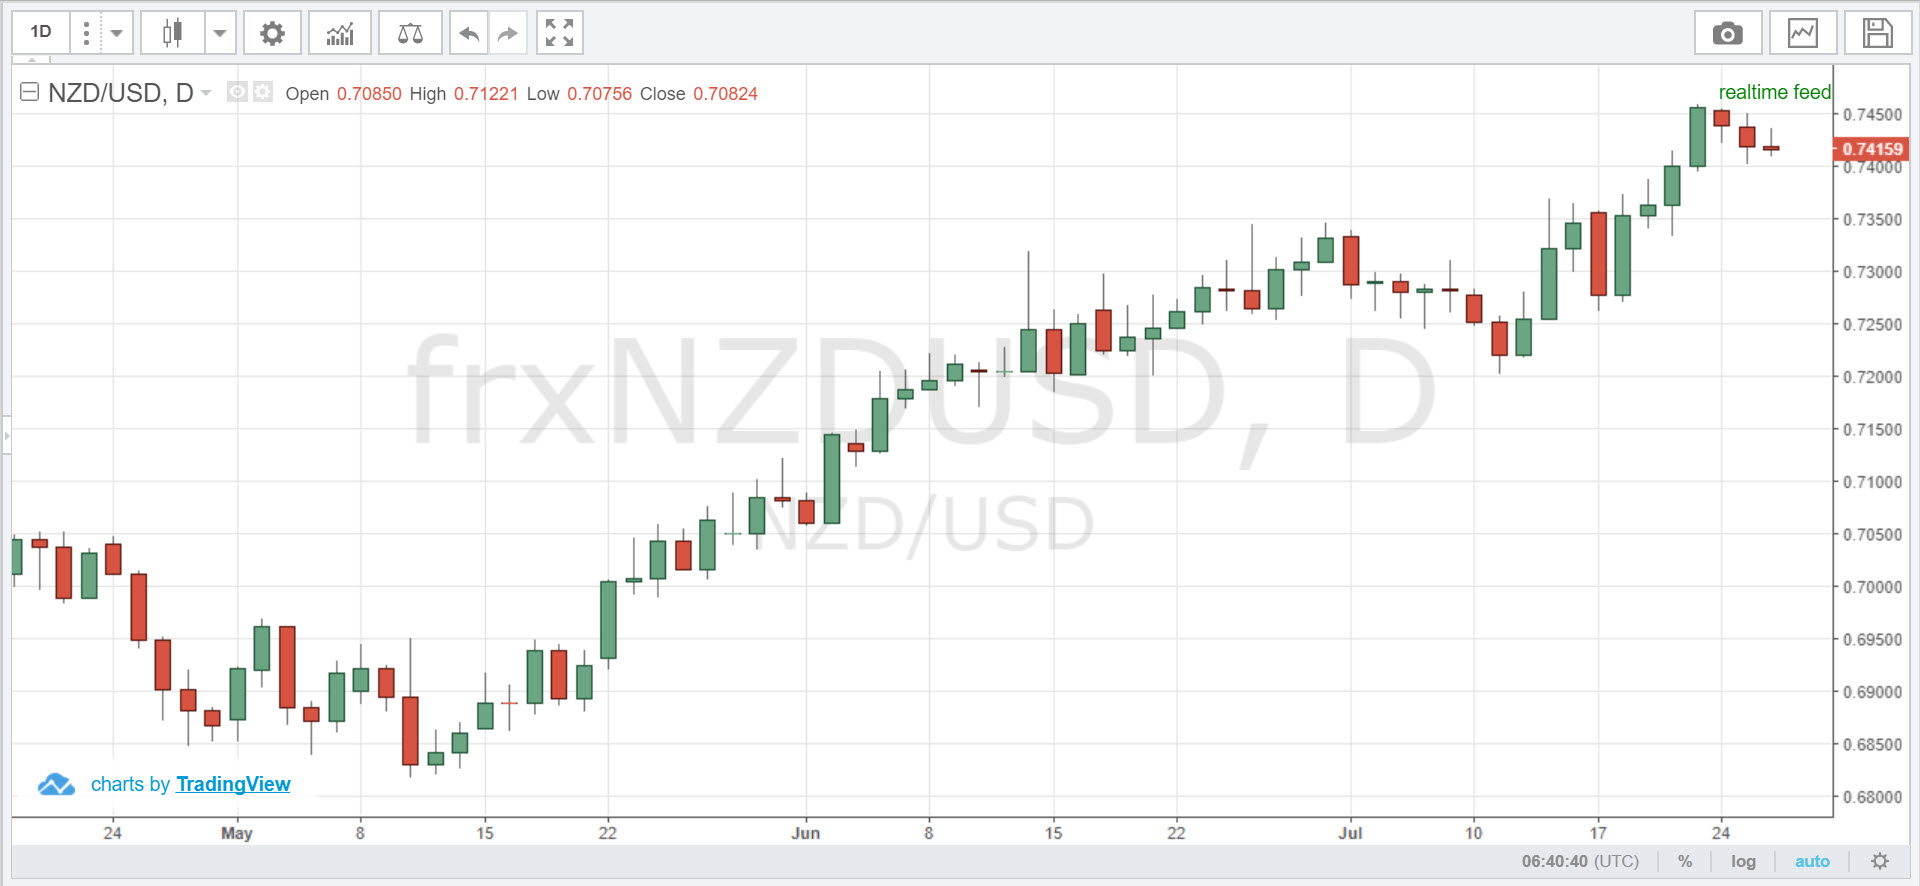 1D
NZD/USD, D Open 0.70850 High 0.71221 Low 0.70756 Close 0.70824
realtime feed
0.74500
0.74159
0.74000
0.73500
0.73000
0.72500
frxNZDUSD, D
0.72000
0.71500
0.71000
NZD/USD
0.70500
0.70000
0.69500
0.69000
0.68500
charts by TradingView
0.68000
24 May 8 15 22 Jun 8 15 22 Jul 10 17 24
06:40:40 (UTC) % log auto